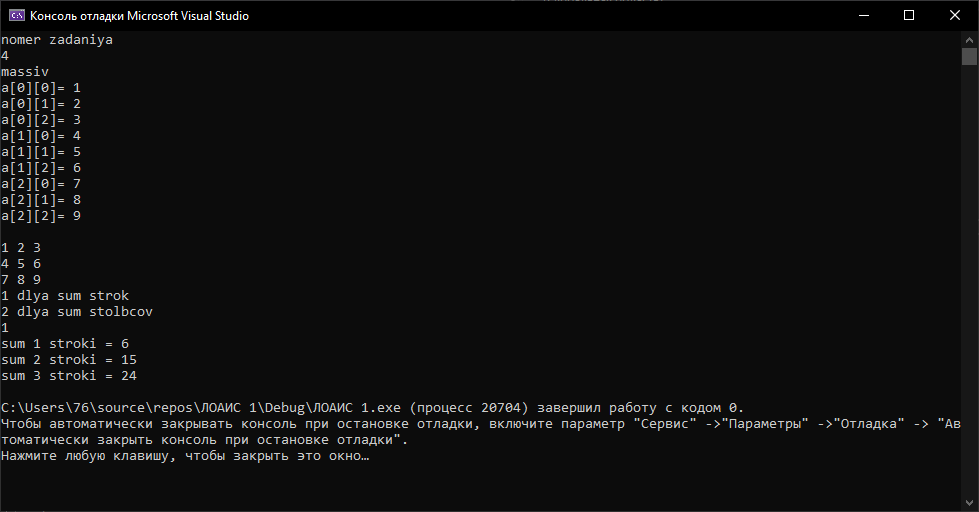 Консоль отладки Microsoft Visual Studio
nomer zadaniya
4
massiv
a[0][0]= 1
a[0][1]= 2
a[0][2]= 3
a[1][0]= 4
a[1][1]= 5
a[1][2]= 6
a[2][0]= 7
a[2][1]= 8
a[2][2]= 9
1 2 3
4 5 6
7 8 9
1 dlya sum strok
2 dlya sum stolbcov
1
sum 1 stroki = 6
sum 2 stroki = 15
sum 3 stroki = 24
C:\Users\76\source\repos\ЛОАИС 1\Debug\ЛОАИС 1.exe (процесс 20704) завершил работу с кодом 0.
Чтобы автоматически закрывать консоль при остановке отладки, включите параметр "Сервис" ->"Параметры" ->"Отладка" -> "Ав
томатически закрыть консоль при остановке отладки".
Нажмите любую клавишу, чтобы закрыть это окно…